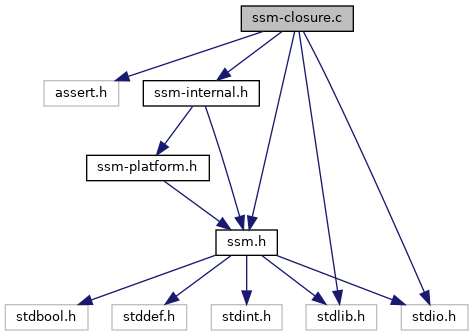 ssm-closure.c
assert.h
ssm-internal.h
ssm-platform.h
ssm.h
stdbool.h
stddef.h
stdint.h
stdlib.h
stdio.h